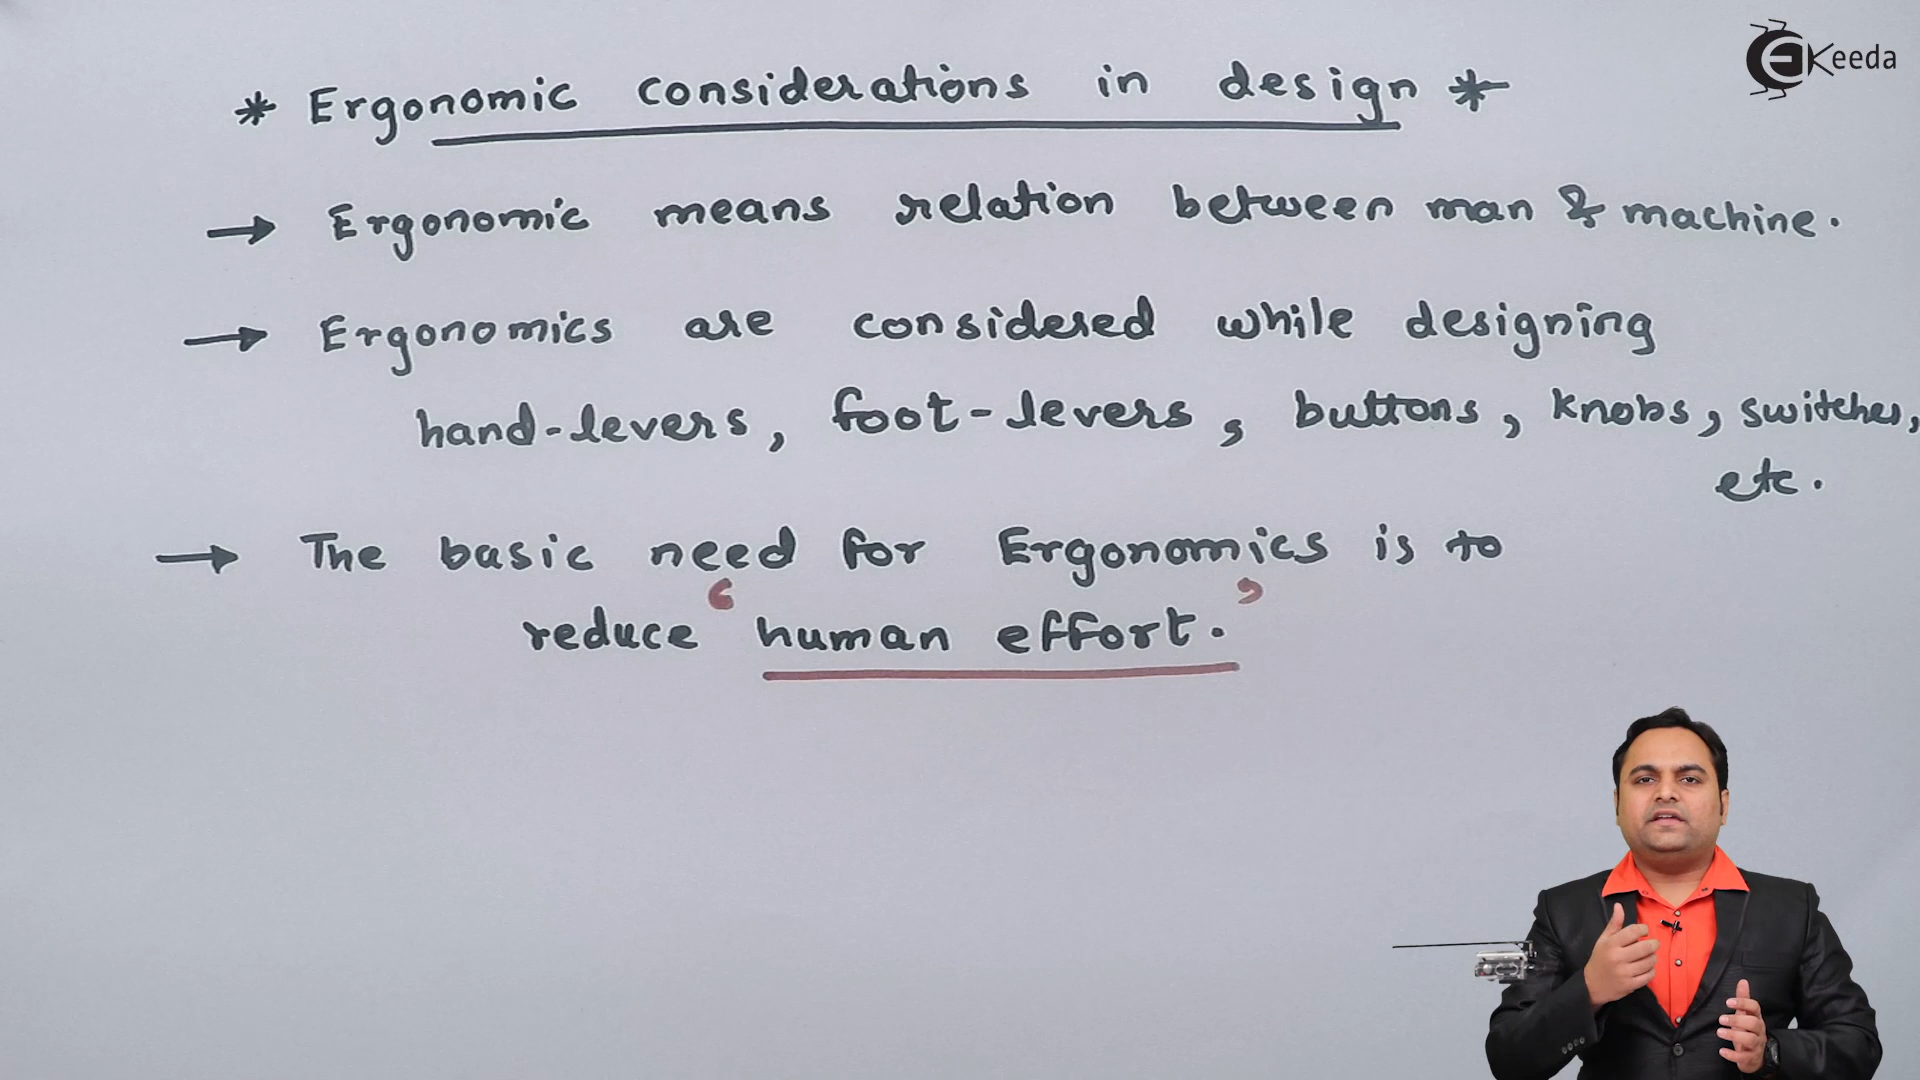 EKeeda
* Ergonomic considerations in design *
→ Ergonomic means relation between man & machine.
→ Ergonomics are considered while designing
hand-levers, foot-levers, buttons, knobs, switches,
etc.
→ The basic need for Ergonomics is to
reduce ‘human effort.’